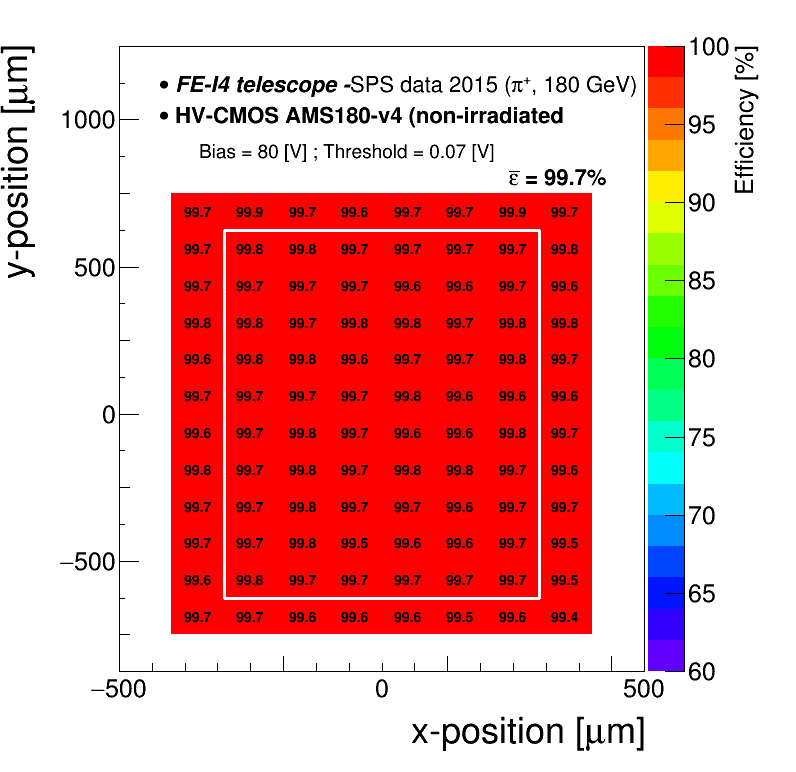 • FE-I4 telescope -SPS data 2015 (π⁺, 180 GeV)
• HV-CMOS AMS180-v4 (non-irradiated
Bias = 80 [V] ; Threshold = 0.07 [V]
ε̅ = 99.7%
99.7 99.9 99.7 99.6 99.7 99.7 99.9 99.7
99.7 99.8 99.8 99.7 99.7 99.7 99.7 99.8
99.7 99.7 99.7 99.7 99.6 99.6 99.7 99.6
99.8 99.8 99.7 99.8 99.8 99.7 99.8 99.8
99.6 99.8 99.8 99.6 99.7 99.7 99.8 99.7
99.7 99.7 99.7 99.7 99.8 99.6 99.6 99.6
99.6 99.7 99.8 99.7 99.6 99.6 99.8 99.7
99.8 99.7 99.7 99.8 99.8 99.8 99.7 99.6
99.7 99.7 99.8 99.7 99.7 99.6 99.7 99.7
99.7 99.7 99.8 99.5 99.6 99.6 99.7 99.5
99.6 99.8 99.7 99.7 99.7 99.7 99.7 99.5
99.7 99.7 99.6 99.6 99.6 99.5 99.6 99.4
y-position [μm]
1000
500
0
−500
−500 0 500
x-position [μm]
100
95
90
85
80
75
70
65
60
Efficiency [%]